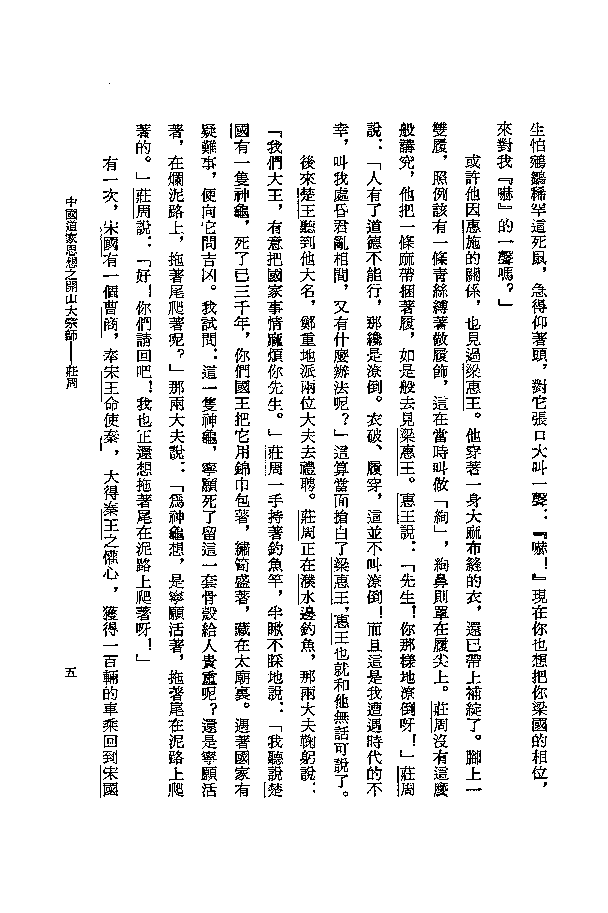 生怕鵷鶵稀罕這死鼠，急得仰著頭，對它張口大叫一聲：『嚇！』現在你也想把你梁國的相位，
來對我『嚇』的一聲嗎？」
或許他因惠施的關係，也見過梁惠王。他穿著一身大麻布縫的衣，還已帶上補綻了。腳上一
雙履，照例該有一條青絲縛著做履飾，這在當時叫做「絇」，絇鼻則單在履尖上。莊周沒有這麼
般講究，他把一條麻帶捆著履，如是般去見梁惠王。惠王說：「先生！你那樣地潦倒呀！」莊周
說：「人有了道德不能行，那纔是潦倒。衣破、履穿，這並不叫潦倒！而且這是我遭遇時代的不
幸，叫我處昏君亂相間，又有什麼辦法呢？」這算當面搶白了梁惠王，惠王也就和他無話可說了。
後來楚王聽到他大名，鄭重地派兩位大夫去禮聘。莊周正在濮水邊釣魚，那兩大夫鞠躬說：
「我們大王，有意把國家事情麻煩你先生。」莊周一手持著釣魚竿，半瞅不睬地說：「我聽說楚
國有一隻神龜，死了已三千年，你們國王把它用錦巾包著，繡笥盛著，藏在太廟裏。遇著國家有
疑難事，便向它問吉凶。我試問：這一隻神龜，寧願死了留這一套骨殼給人貴重呢？還是寧願活
著，在爛泥路上，拖著尾爬著呢？」那兩大夫說：「爲神龜想，是寧願活著，拖著尾在泥路上爬
著的。」莊周說：「好！你們請回吧！我也正還想拖著尾在泥路上爬著呀！」
有一次，宋國有一個曹商，奉宋王命使秦，大得秦王之懽心，獲得一百輛的車乘回到宋國
中國道家思想之開山大宗師——莊周
五